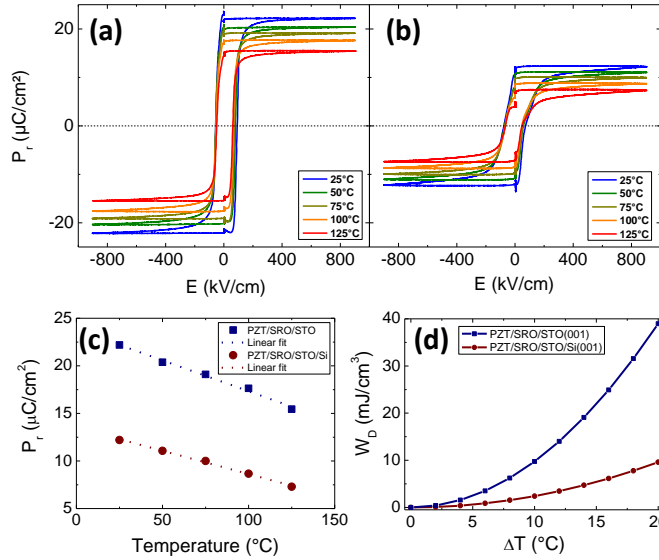 (a)
P_r (µC/cm²)
20
0
-20
-800 -400 0 400 800
E (kV/cm)
25°C
50°C
75°C
100°C
125°C
(b)
-800 -400 0 400 800
E (kV/cm)
25°C
50°C
75°C
100°C
125°C
(c)
P_r (µC/cm²)
25
20
15
10
5
0 50 100 150
Temperature (°C)
PZT/SRO/STO
Linear fit
PZT/SRO/STO/Si
Linear fit
(d)
W_D (mJ/cm³)
40
30
20
10
0
0 5 10 15 20
ΔT (°C)
PZT/SRO/STO(001)
PZT/SRO/STO/Si(001)